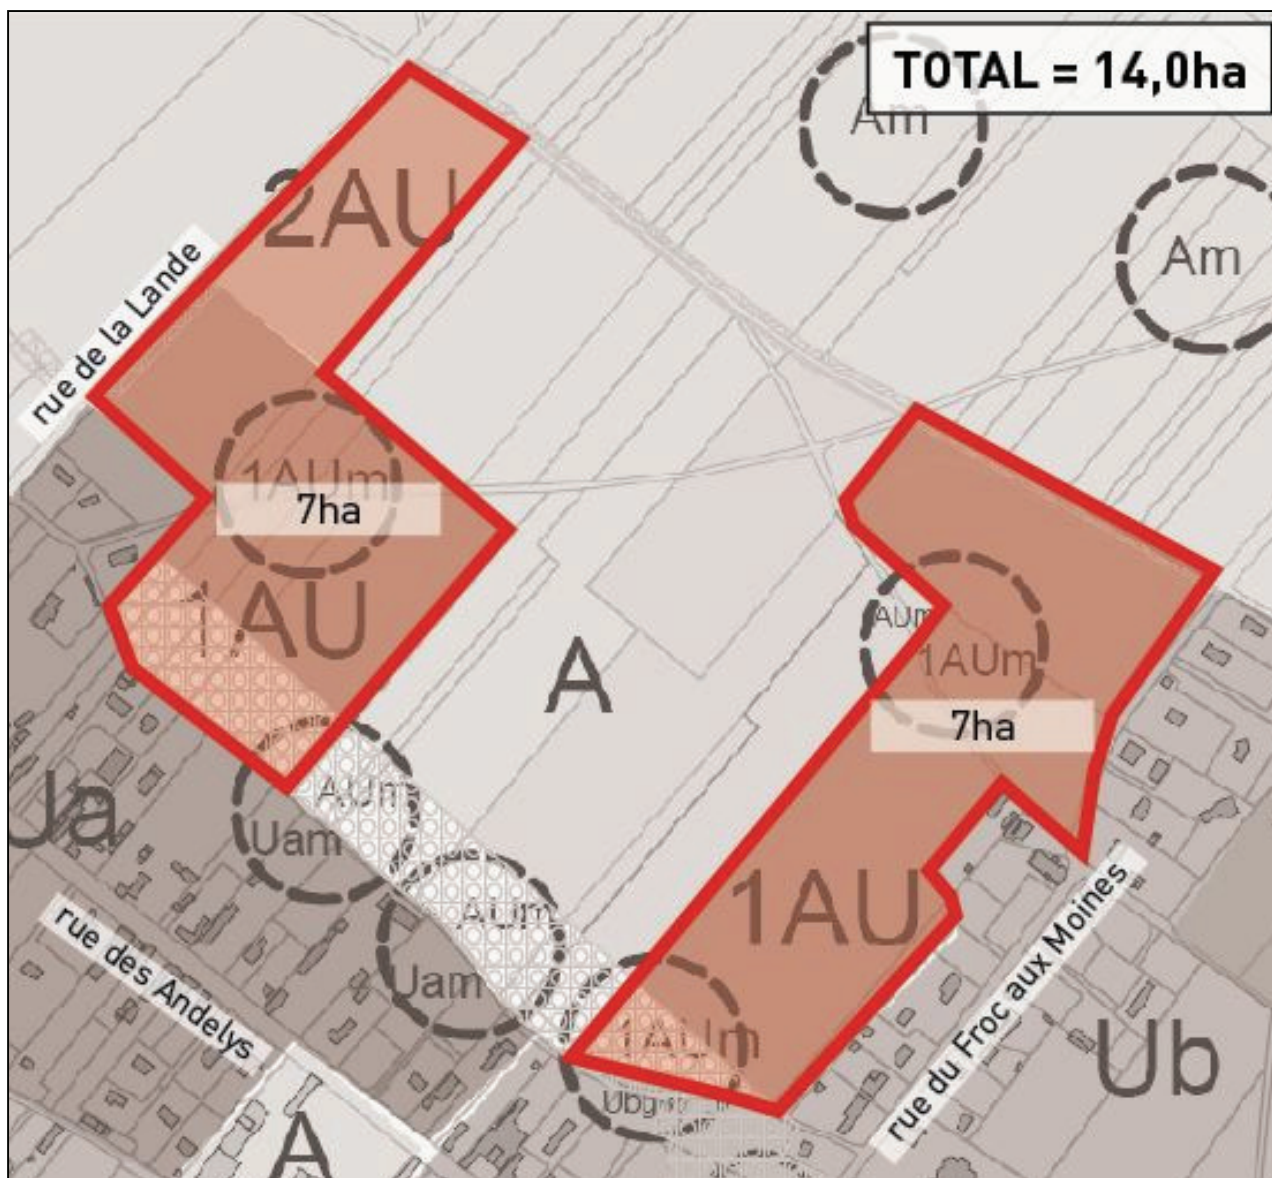 TOTAL = 14,0ha
Am
2AU
Am
rue de la Lande
1AUm
7ha
1AU
AUm
1AUm
A
7ha
AUm
Ua
Uam
1AU
AUm
rue des Andelys
Uam
1AUm
rue du Froc aux Moines
Ub
A